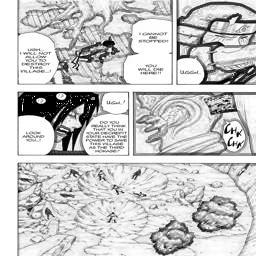 I CANNOT
BE STOPPED!
UGH..
I WILL NOT
ALLOW
YOU TO
DESTROY
THIS
VILLAGE...!
YOU
WILL DIE
HERE!!
UGGH..
UGH..!
LOOK
AROUND
YOU...!
DO YOU
REALLY THINK
THAT YOU IN
YOUR DECREPIT
STATE HAVE THE
POWER TO SAVE
THIS VILLAGE
AS THE THIRD
HOKAGE?
CHK
CHK